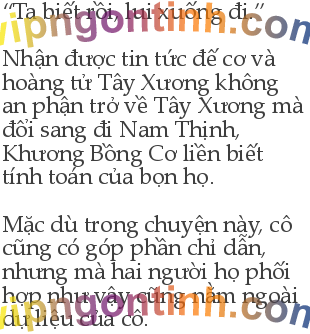 “Ta biết rồi, lui xuống đi.”
vipngontinh.com
Nhận được tin tức đế cơ và
hoàng tử Tây Xương không
an phận trở về Tây Xương mà
đổi sang đi Nam Thịnh,
Khương Bồng Cơ liền biết
tính toán của bọn họ.
Mặc dù trong chuyện này, cô
cũng có góp phần chỉ dẫn,
nhưng mà hai người họ phối
hợp như vậy cũng nằm ngoài
vipngontinh.com
dự liệu của cô.